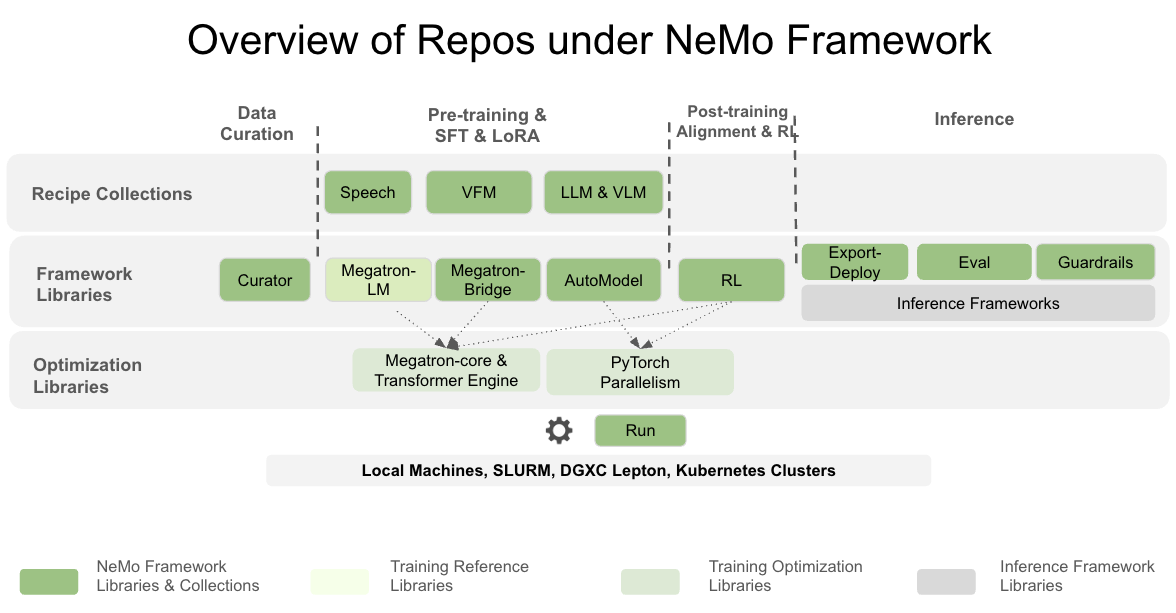 Overview of Repos under NeMo Framework
Data
Curation
Pre-training &
SFT & LoRA
Post-training
Alignment & RL
Inference
Recipe Collections
Speech
VFM
LLM & VLM
Framework
Libraries
Curator
Megatron-
LM
Megatron-
Bridge
AutoModel
RL
Export-
Deploy
Eval
Guardrails
Inference Frameworks
Optimization
Libraries
Megatron-core &
Transformer Engine
PyTorch
Parallelism
Run
Local Machines, SLURM, DGXC Lepton, Kubernetes Clusters
NeMo Framework
Libraries & Collections
Training Reference
Libraries
Training Optimization
Libraries
Inference Framework
Libraries